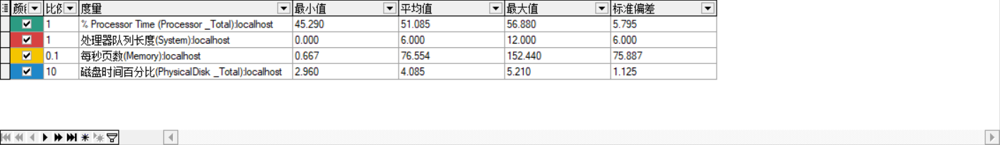 颜色 比例 度量 最小值 平均值 最大值 标准偏差
1 % Processor Time (Processor _Total):localhost 45.290 51.085 56.880 5.795
1 处理器队列长度(System):localhost 0.000 6.000 12.000 6.000
0.1 每秒页数(Memory):localhost 0.667 76.554 152.440 75.887
10 磁盘时间百分比(PhysicalDisk _Total):localhost 2.960 4.085 5.210 1.125